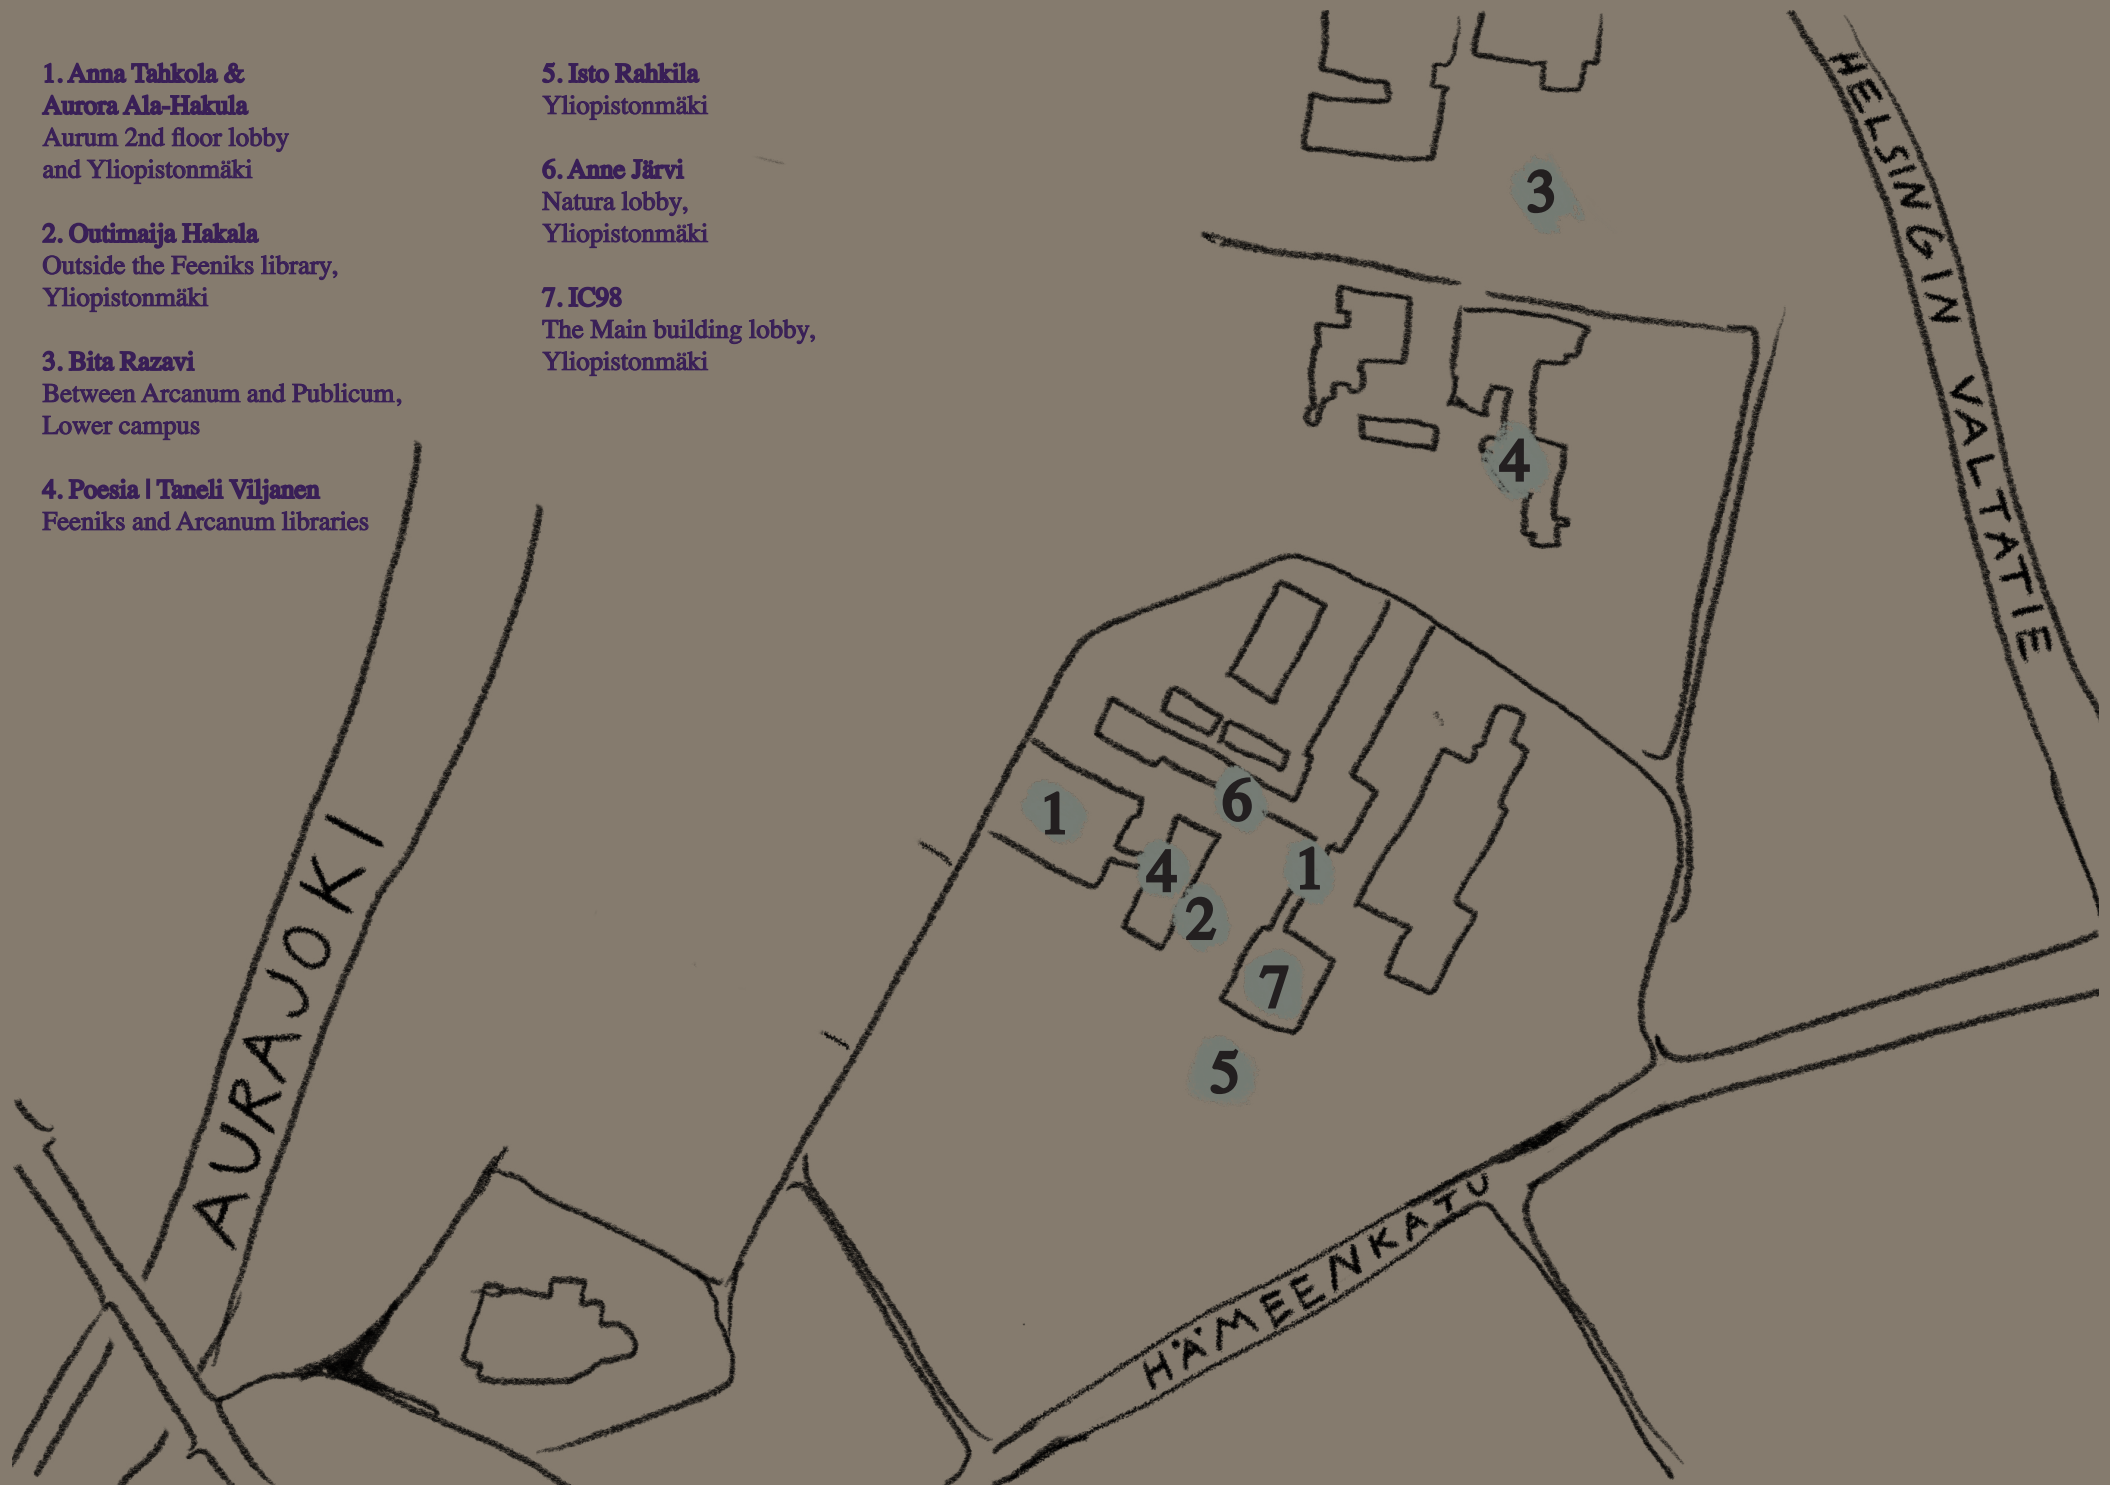 1. Anna Tahkola &
Aurora Ala-Hakula
Aurum 2nd floor lobby
and Yliopistonmäki
2. Outimaija Hakala
Outside the Feeniks library,
Yliopistonmäki
3. Bita Razavi
Between Arcanum and Publicum,
Lower campus
4. Poesia | Taneli Viljanen
Feeniks and Arcanum libraries
5. Isto Rahkila
Yliopistonmäki
6. Anne Järvi
Natura lobby,
Yliopistonmäki
7. IC98
The Main building lobby,
Yliopistonmäki
HELSINGIN VALTATIE
3
4
6
1
4
1
2
7
5
AURAJOKI
HÄMEENKATU